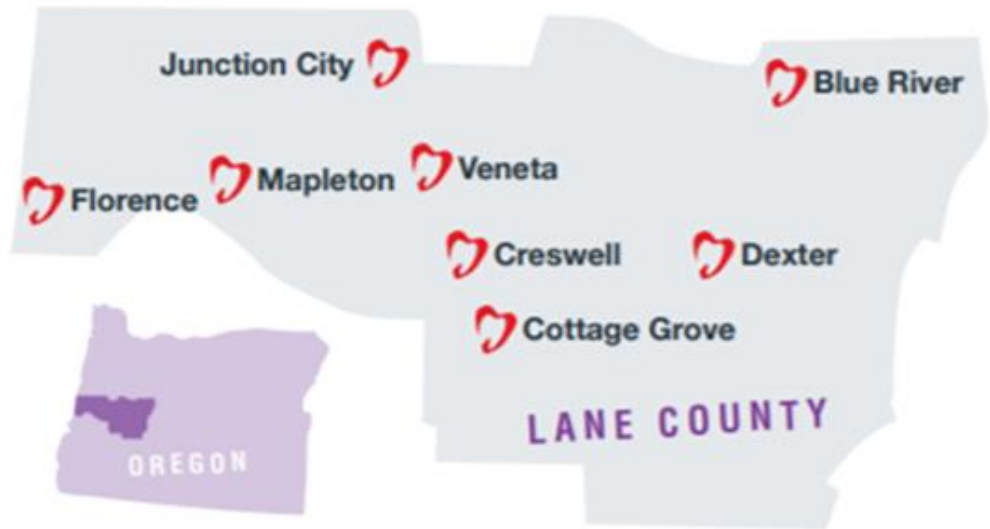 Junction City
Blue River
Mapleton
Veneta
Florence
Creswell
Dexter
Cottage Grove
LANE COUNTY
OREGON